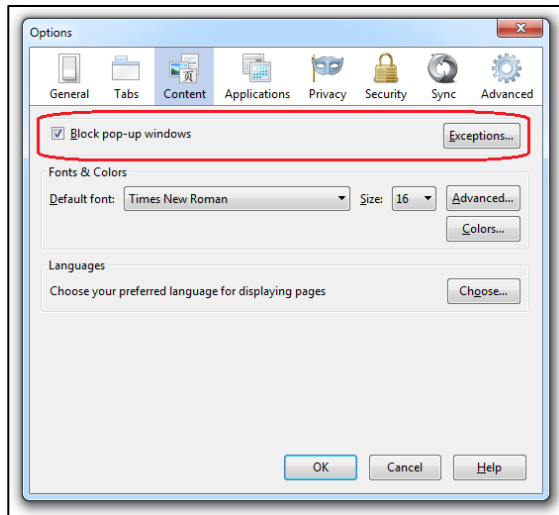 Options
General Tabs Content Applications Privacy Security Sync Advanced
Block pop-up windows Exceptions...
Fonts & Colors
Default font: Times New Roman Size: 16 Advanced...
Colors...
Languages
Choose your preferred language for displaying pages Choose...
OK Cancel Help